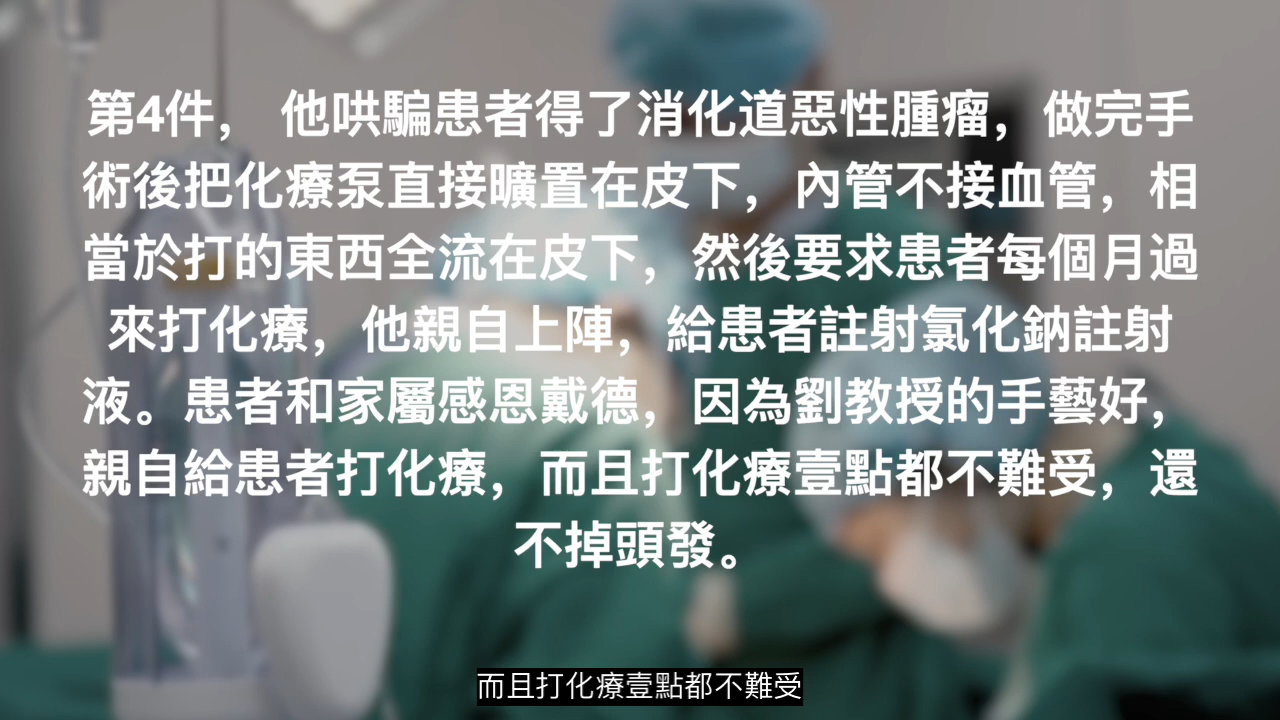 第4件， 他哄騙患者得了消化道惡性腫瘤，做完手
術後把化療泵直接曠置在皮下，內管不接血管，相
當於打的東西全流在皮下，然後要求患者每個月過
來打化療，他親自上陣，給患者註射氯化鈉註射
液。患者和家屬感恩戴德，因為劉教授的手藝好，
親自給患者打化療，而且打化療壹點都不難受，還
不掉頭發。
而且打化療壹點都不難受